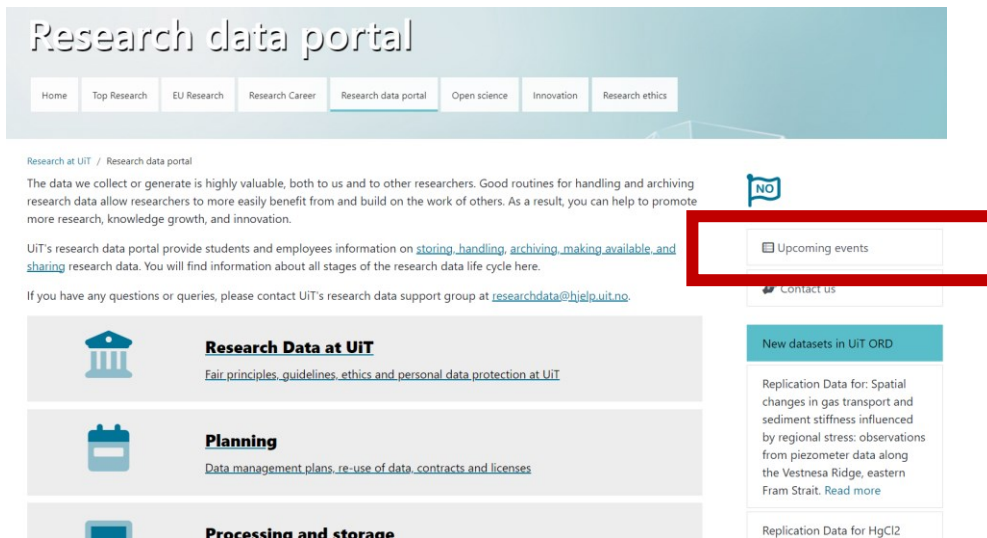 Research data portal
Home Top Research EU Research Research Career Research data portal Open science Innovation Research ethics
Research at UiT / Research data portal
The data we collect or generate is highly valuable, both to us and to other researchers. Good routines for handling and archiving
research data allow researchers to more easily benefit from and build on the work of others. As a result, you can help to promote
more research, knowledge growth, and innovation.
UiT's research data portal provide students and employees information on storing, handling, archiving, making available, and
sharing research data. You will find information about all stages of the research data life cycle here.
If you have any questions or queries, please contact UiT's research data support group at researchdata@hjelp.uit.no.
Research Data at UiT
Fair principles, guidelines, ethics and personal data protection at UiT
Planning
Data management plans, re-use of data, contracts and licenses
Processing and storage
NO
Upcoming events
Contact us
New datasets in UiT ORD
Replication Data for: Spatial
changes in gas transport and
sediment stiffness influenced
by regional stress: observations
from piezometer data along
the Vestnesa Ridge, eastern
Fram Strait. Read more
Replication Data for HgCl2